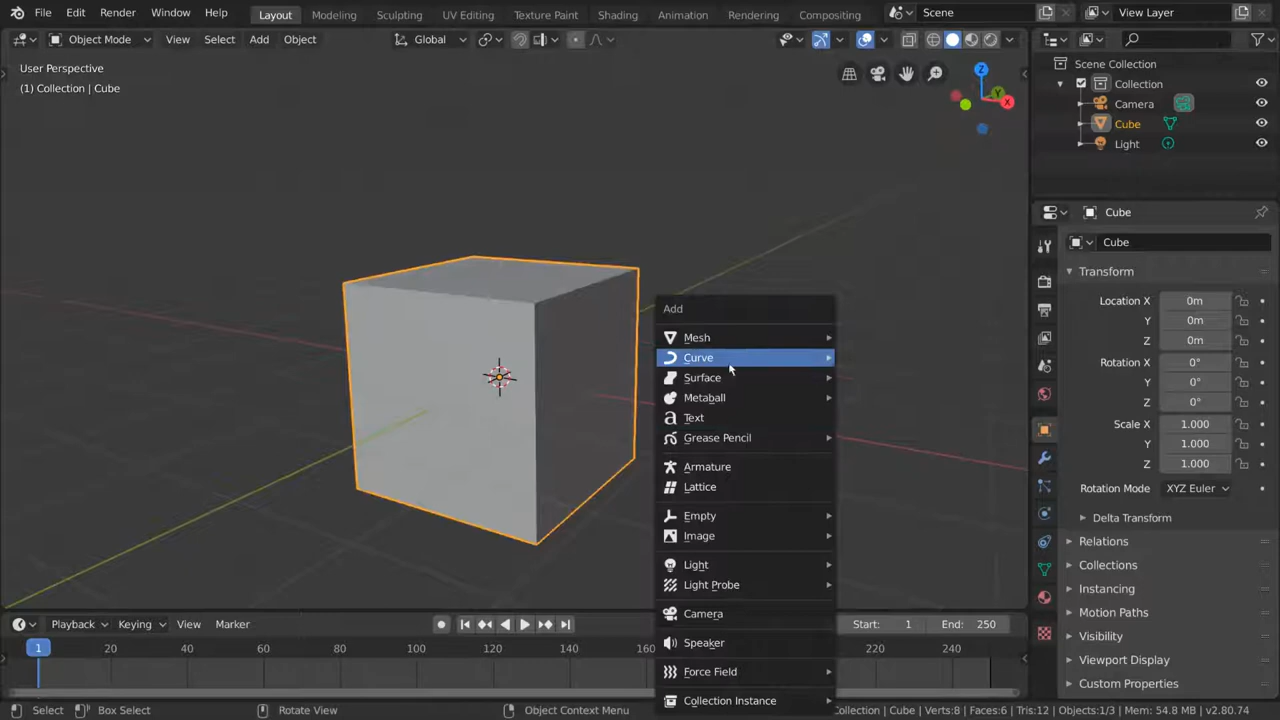 File Edit Render Window Help Layout Modeling Sculpting UV Editing Texture Paint Shading Animation Rendering Compositing Scene View Layer
Object Mode View Select Add Object Global
User Perspective
(1) Collection | Cube
Z
Y
X
Scene Collection
Collection
Camera
Cube
Light
Cube
Cube
Transform
Location X 0m
Y 0m
Z 0m
Rotation X 0°
Y 0°
Z 0°
Scale X 1.000
Y 1.000
Z 1.000
Rotation Mode XYZ Euler
Delta Transform
Relations
Collections
Instancing
Motion Paths
Visibility
Viewport Display
Custom Properties
Add
Mesh
Curve
Surface
Metaball
Text
Grease Pencil
Armature
Lattice
Empty
Image
Light
Light Probe
Camera
Speaker
Force Field
Collection Instance
Playback Keying View Marker Start: 1 End: 250
1 20 40 60 80 100 120 140 160 220 240
Select Box Select Rotate View Object Context Menu Collection | Cube | Verts:8 | Faces:6 | Tris:12 | Objects:1/3 | Mem: 54.8 MB | v2.80.74